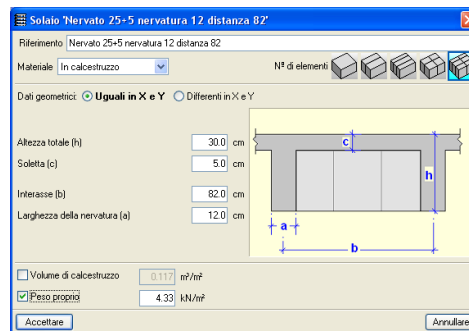 Solaio 'Nervato 25+5 nervatura 12 distanza 82'
Riferimento Nervato 25+5 nervatura 12 distanza 82
Materiale In calcestruzzo Nº di elementi
Dati geometrici: Uguali in X e Y Differenti in X e Y
Altezza totale (h) 30.0 cm
Soletta (c) 5.0 cm
Interasse (b) 82.0 cm
Larghezza della nervatura (a) 12.0 cm
c
h
a
b
Volume di calcestruzzo 0.117 m³/m²
Peso proprio 4.33 kN/m²
Accettare Annullare